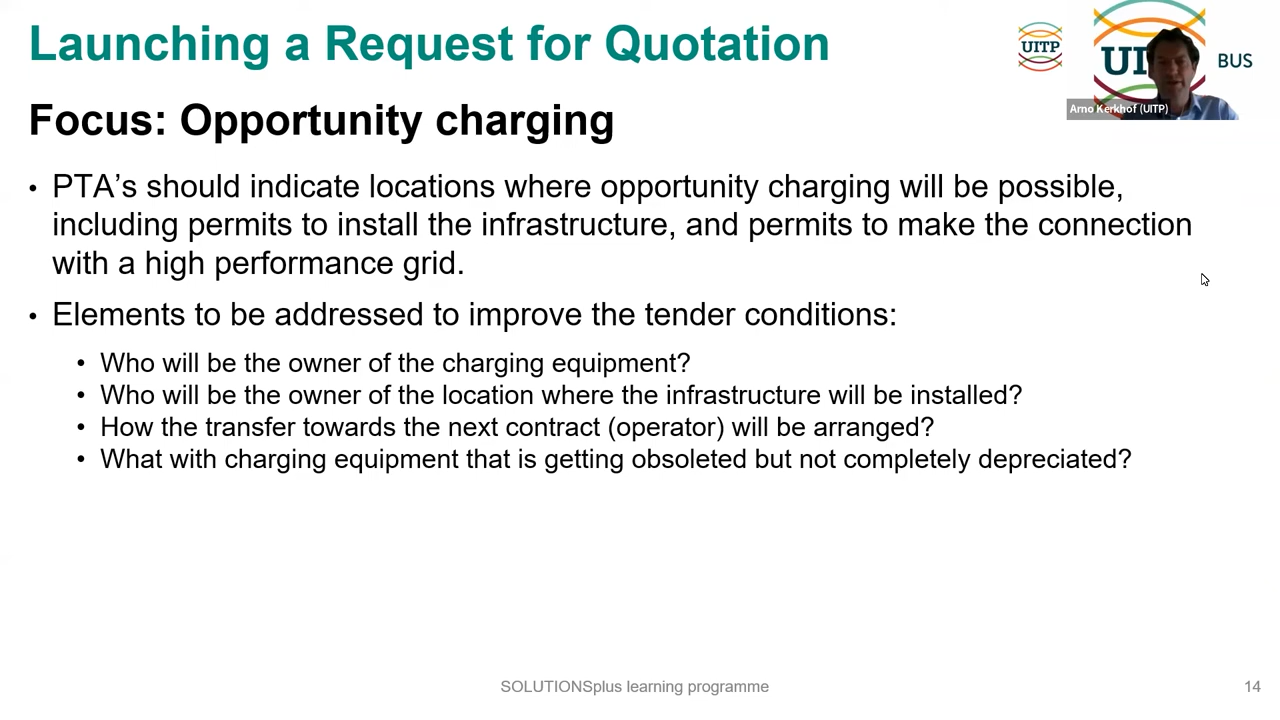 Launching a Request for Quotation
UITP
UI
BUS
Arno Kerkhof (UITP)
Focus: Opportunity charging
• PTA’s should indicate locations where opportunity charging will be possible,
including permits to install the infrastructure, and permits to make the connection
with a high performance grid.
• Elements to be addressed to improve the tender conditions:
• Who will be the owner of the charging equipment?
• Who will be the owner of the location where the infrastructure will be installed?
• How the transfer towards the next contract (operator) will be arranged?
• What with charging equipment that is getting obsoleted but not completely depreciated?
SOLUTIONSplus learning programme
14